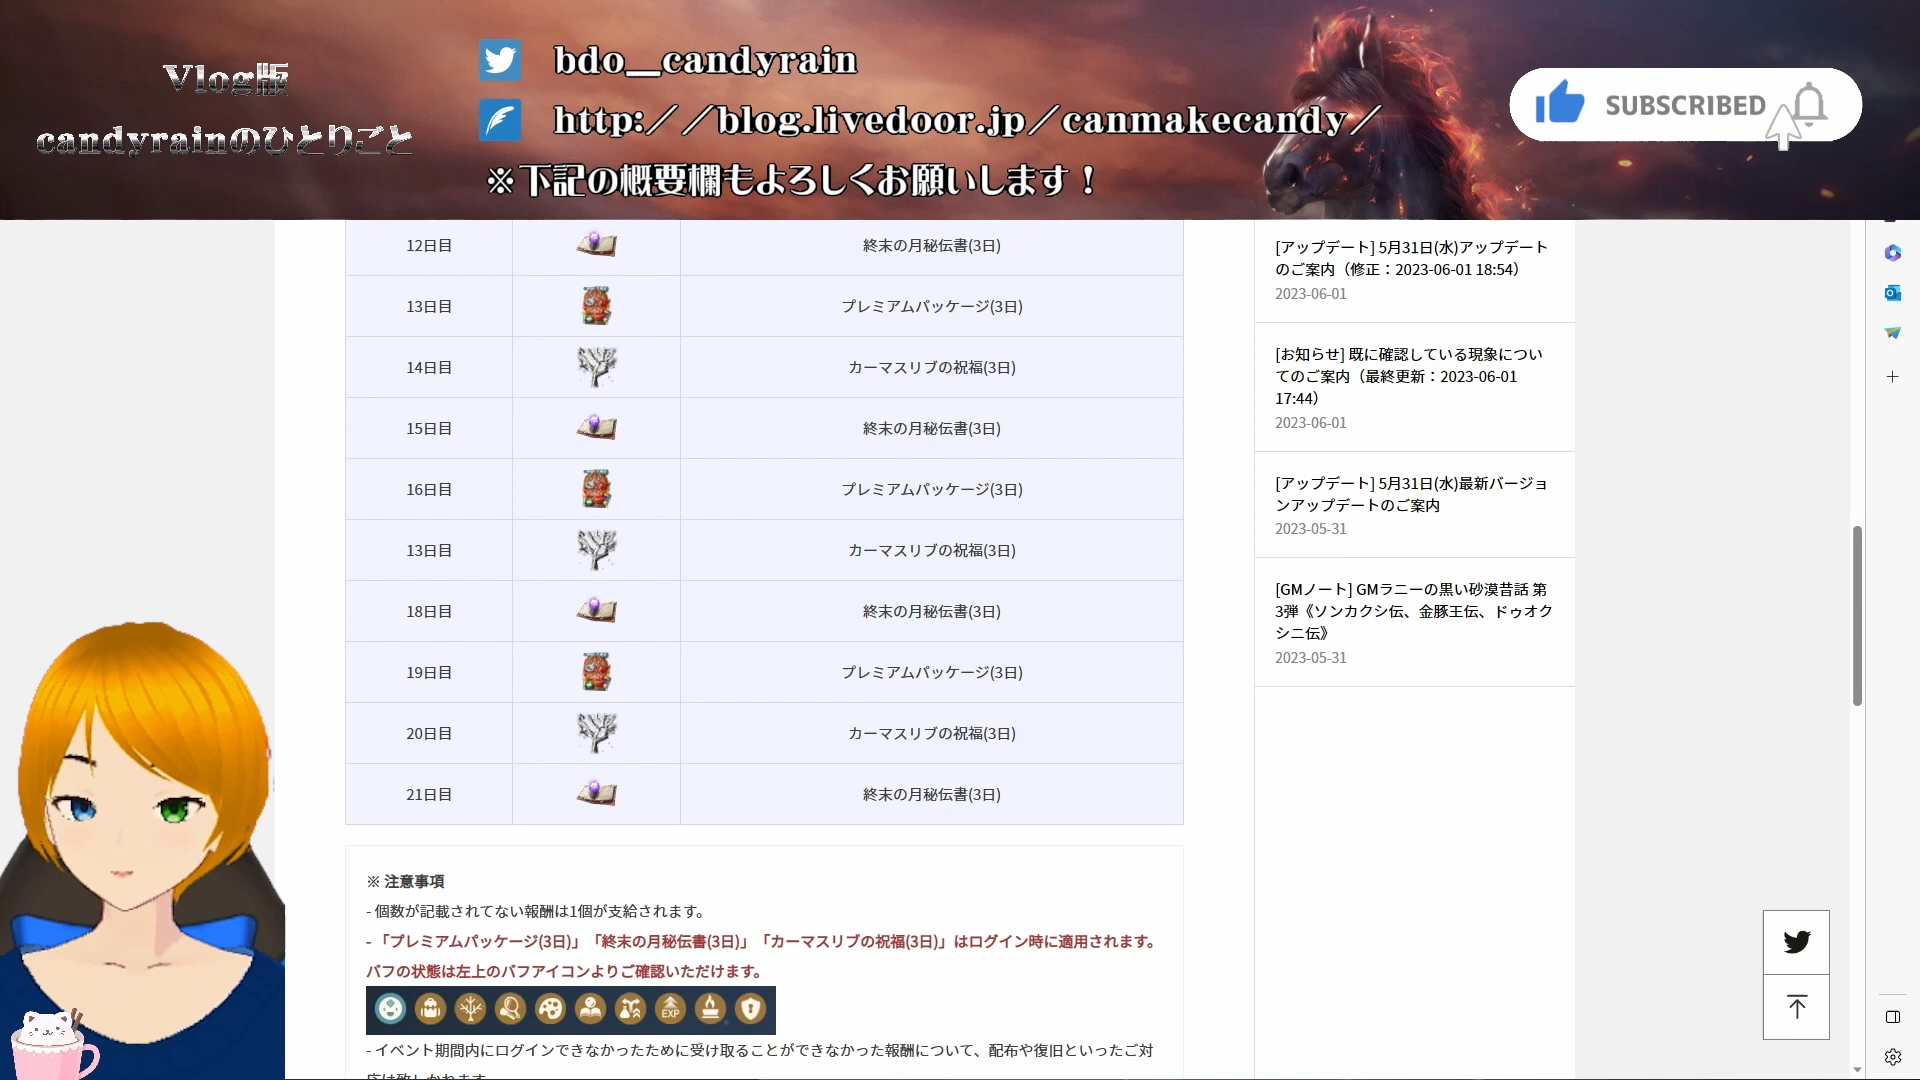 Vlog版
candyrainのひとりごと
bdo__candyrain
http://blog.livedoor.jp/canmakecandy/
※下記の概要欄もよろしくお願いします！
SUBSCRIBED
12日目 終末の月秘伝書(3日)
13日目 プレミアムパッケージ(3日)
14日目 カーマスリブの祝福(3日)
15日目 終末の月秘伝書(3日)
16日目 プレミアムパッケージ(3日)
13日目 カーマスリブの祝福(3日)
18日目 終末の月秘伝書(3日)
19日目 プレミアムパッケージ(3日)
20日目 カーマスリブの祝福(3日)
21日目 終末の月秘伝書(3日)
※ 注意事項
- 個数が記載されてない報酬は1個が支給されます。
- 「プレミアムパッケージ(3日)」「終末の月秘伝書(3日)」「カーマスリブの祝福(3日)」はログイン時に適用されます。
バフの状態は左上のバフアイコンよりご確認いただけます。
EXP
- イベント期間内にログインできなかったために受け取ることができなかった報酬について、配布や復旧といったご対
[アップデート] 5月31日(水)アップデート
のご案内（修正：2023-06-01 18:54）
2023-06-01
[お知らせ] 既に確認している現象につい
てのご案内（最終更新：2023-06-01
17:44）
2023-06-01
[アップデート] 5月31日(水)最新バージョ
ンアップデートのご案内
2023-05-31
[GMノート] GMラニーの黒い砂漠昔話 第
3弾《ソンカクシ伝、金豚王伝、ドゥオク
シニ伝》
2023-05-31